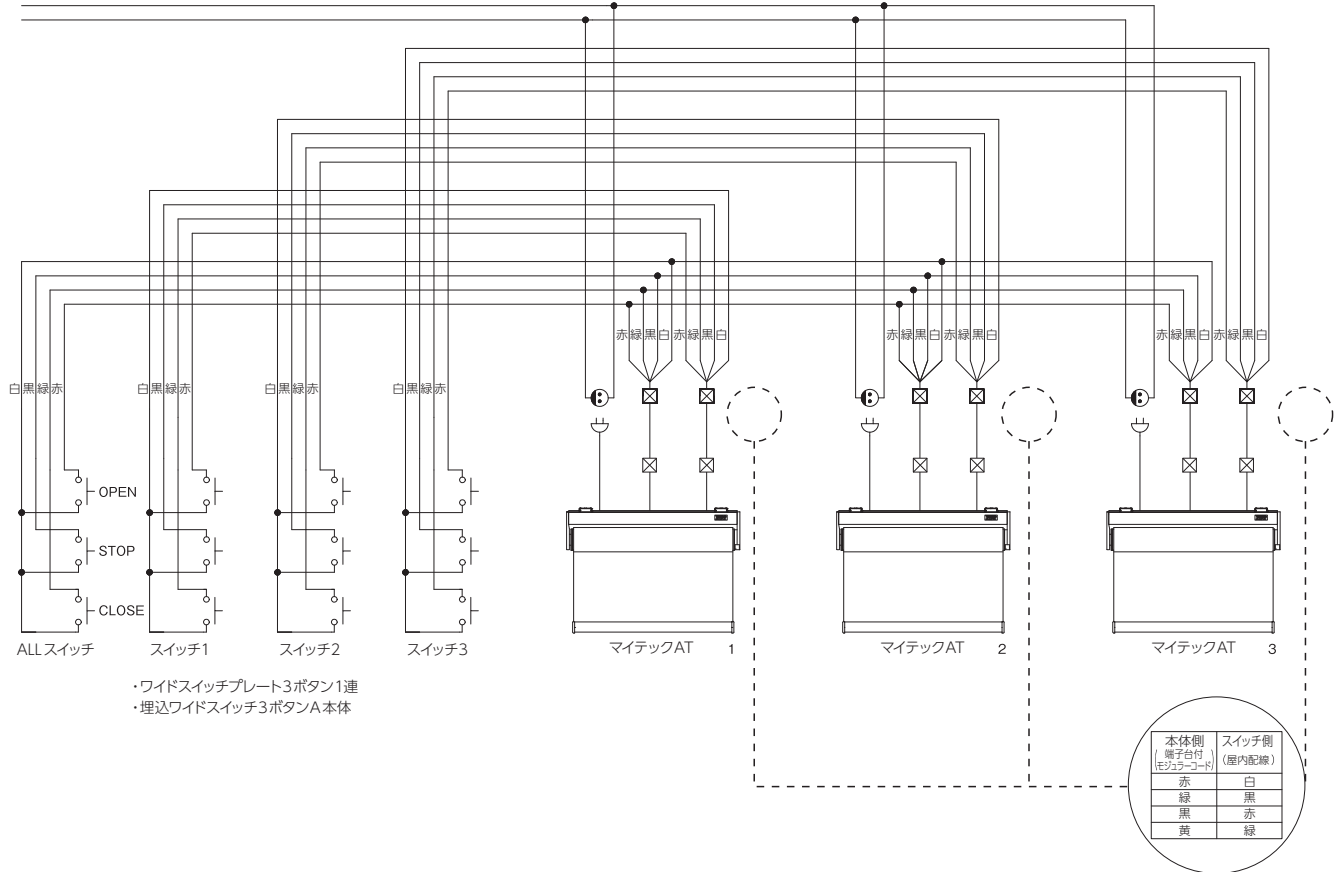 赤緑黒白 赤緑黒白 赤緑黒白 赤緑黒白 赤緑黒白 赤緑黒白
白黒緑赤 白黒緑赤 白黒緑赤 白黒緑赤
OPEN
STOP
CLOSE
ALLスイッチ スイッチ1 スイッチ2 スイッチ3 マイテックAT 1 マイテックAT 2 マイテックAT 3
・ワイドスイッチプレート3ボタン1連
・埋込ワイドスイッチ3ボタンA本体
本体側 スイッチ側
(端子台付 (屋内配線)
モジュラーコード)
赤 白
緑 黒
黒 赤
黄 緑